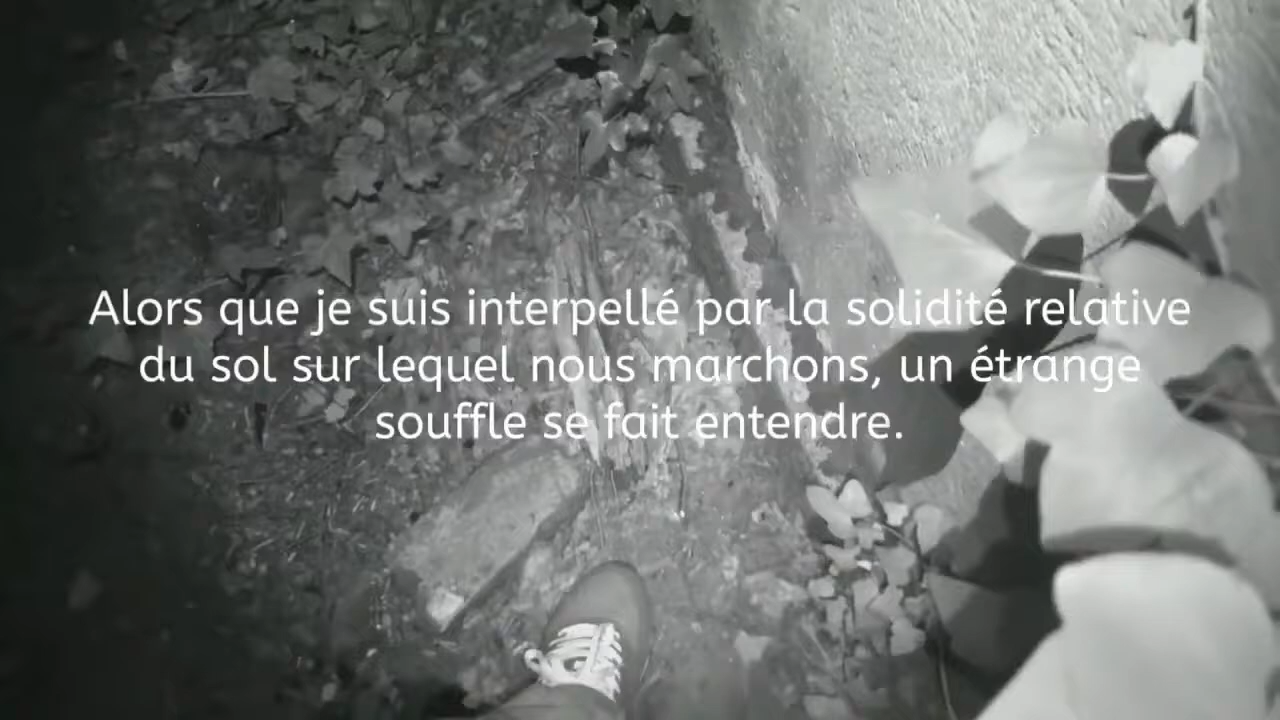 Alors que je suis interpellé par la solidité relative
du sol sur lequel nous marchons, un étrange
souffle se fait entendre.